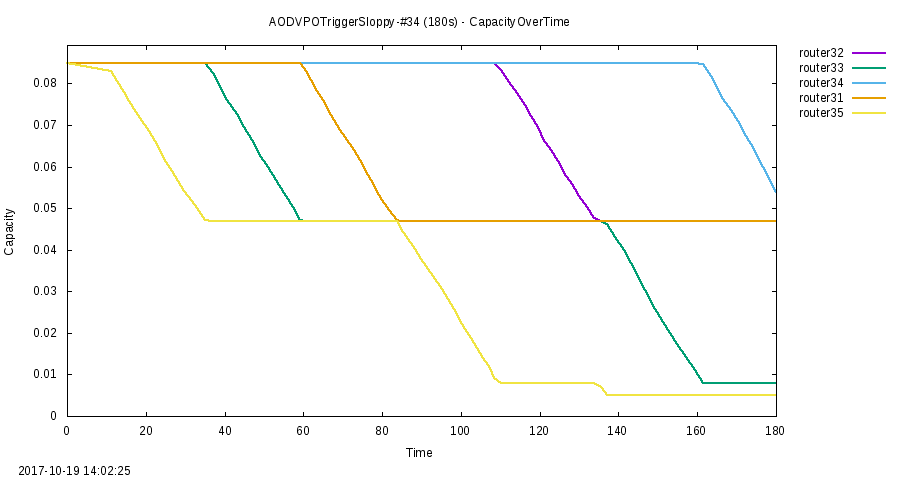 AODVPOTriggerSloppy-#34 (180s) - CapacityOverTime
router32
router33
router34
router31
router35
0.08
0.07
0.06
0.05
0.04
0.03
0.02
0.01
0
Capacity
0 20 40 60 80 100 120 140 160 180
Time
2017-10-19 14:02:25